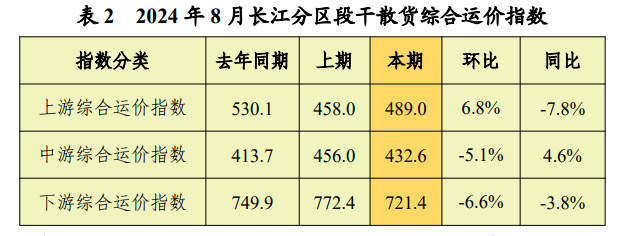 表 2 2024 年 8 月长江分区段干散货综合运价指数
指数分类 去年同期 上期 本期 环比 同比
上游综合运价指数 530.1 458.0 489.0 6.8% -7.8%
中游综合运价指数 413.7 456.0 432.6 -5.1% 4.6%
下游综合运价指数 749.9 772.4 721.4 -6.6% -3.8%